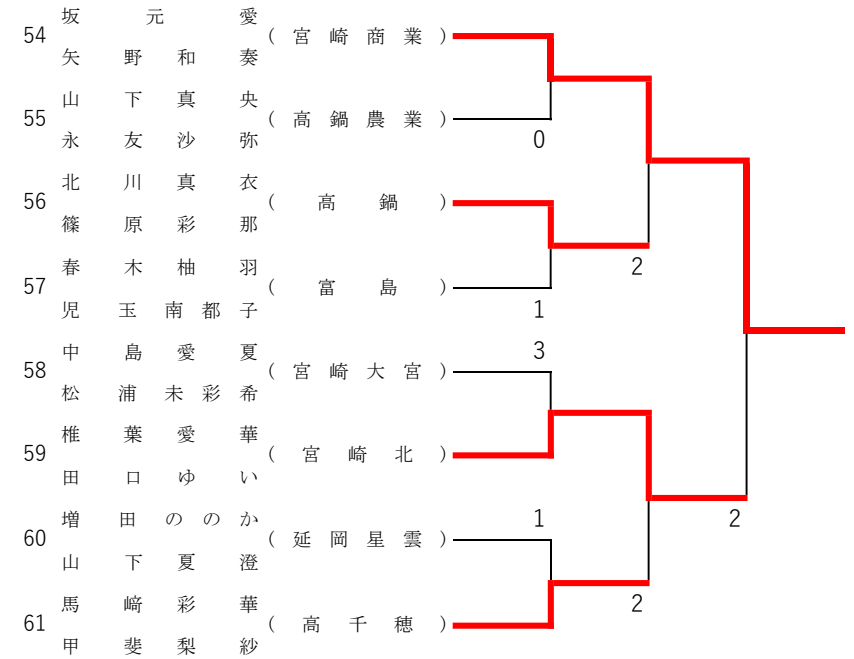 坂元愛
54 (宮崎商業)
矢野和奏
山下真央
55 (高鍋農業)
永友沙弥
0
北川真衣
56 (高鍋)
篠原彩那
2
春木柚羽
57 (富島)
児玉南都子
1
中島愛夏
3
58 (宮崎大宮)
松浦未彩希
椎葉愛華
59 (宮崎北)
田口ゆい
増田ののか
1
2
60 (延岡星雲)
山下夏澄
馬﨑彩華
2
61 (高千穂)
甲斐梨紗